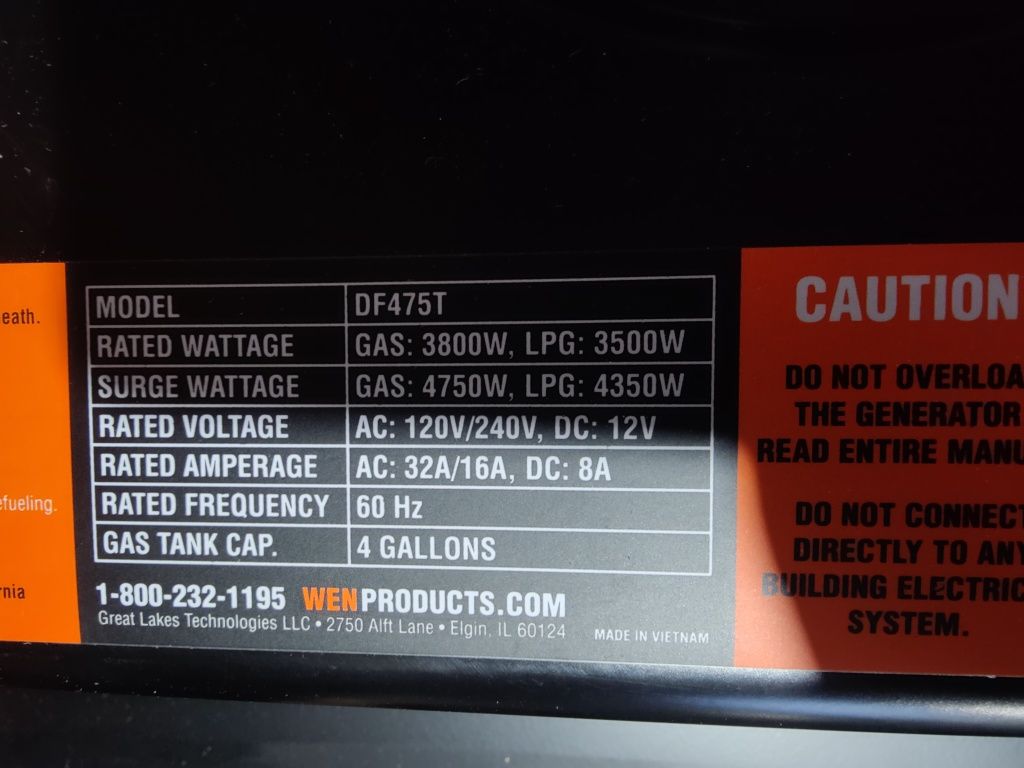 eath.
efueling.
rnia
MODEL DF475T
RATED WATTAGE GAS: 3800W, LPG: 3500W
SURGE WATTAGE GAS: 4750W, LPG: 4350W
RATED VOLTAGE AC: 120V/240V, DC: 12V
RATED AMPERAGE AC: 32A/16A, DC: 8A
RATED FREQUENCY 60 Hz
GAS TANK CAP. 4 GALLONS
1-800-232-1195 WENPRODUCTS.COM
Great Lakes Technologies LLC • 2750 Alft Lane • Elgin, IL 60124
MADE IN VIETNAM
CAUTION
DO NOT OVERLOA
THE GENERATOR
READ ENTIRE MANU
DO NOT CONNECT
DIRECTLY TO ANY
BUILDING ELECTRIC
SYSTEM.